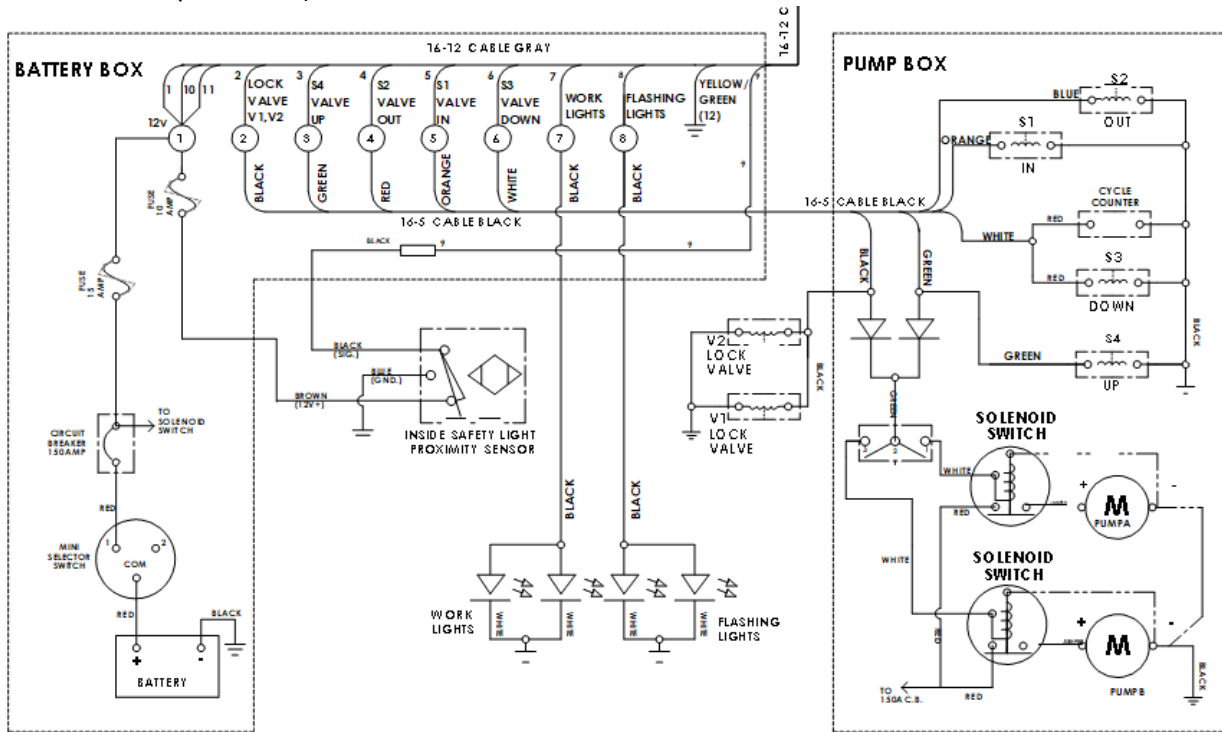 16-12 C
16-12 CABLE GRAY
BATTERY BOX
1
10
11
12V
1
2
LOCK
VALVE
V1,V2
2
BLACK
3
S4
VALVE
UP
3
GREEN
4
S2
VALVE
OUT
4
RED
5
S1
VALVE
IN
5
ORANGE
6
S3
VALVE
DOWN
6
WHITE
7
WORK
LIGHTS
7
BLACK
8
FLASHING
LIGHTS
8
BLACK
YELLOW/
GREEN
(12)
9
9
FUSE
10
AMP
16-5 CABLE BLACK
BLACK
9
9
FUSE
15
AMP
BLACK
(SIG.)
BLUE
(GND.)
BROWN
(12V+)
INSIDE SAFETY LIGHT
PROXIMITY SENSOR
TO
SOLENOID
SWITCH
CIRCUIT
BREAKER
150AMP
RED
MINI
SELECTOR
SWITCH
1
2
COM
RED
BLACK
+
-
BATTERY
BLACK
BLACK
WORK
LIGHTS
WHITE
WHITE
WHITE
WHITE
FLASHING
LIGHTS
PUMP BOX
BLUE
S2
OUT
ORANGE
S1
IN
16-5 CABLE BLACK
WHITE
RED
CYCLE
COUNTER
RED
S3
DOWN
BLACK
GREEN
BLACK
GREEN
S4
UP
V2
LOCK
VALVE
BLACK
V1
LOCK
VALVE
GREEN
2
WHITE
RED
SOLENOID
SWITCH
+
-
M
PUMPA
WHITE
SOLENOID
SWITCH
+
-
M
PUMPB
RED
BLACK
TO
150A C.B.
RED